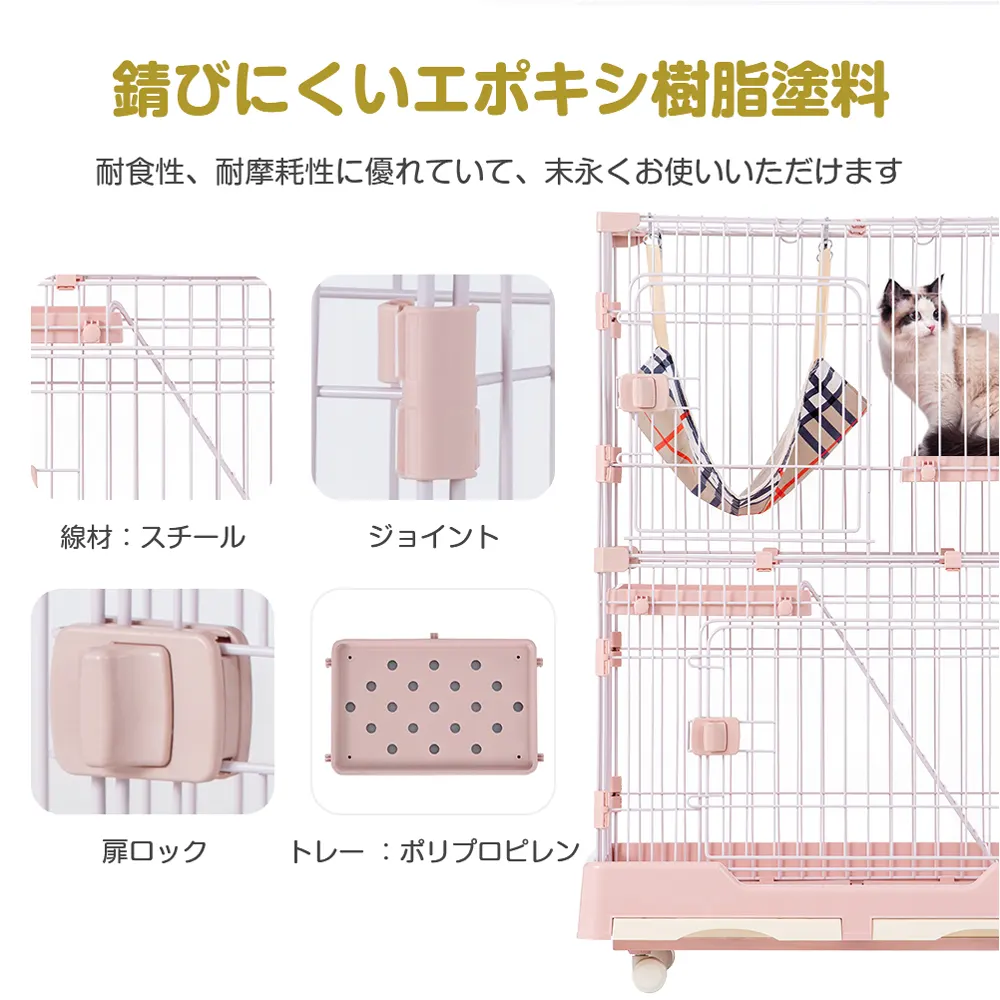 錆びにくいエポキシ樹脂塗料
耐食性、耐摩耗性に優れていて、末永くお使いいただけます
線材：スチール
ジョイント
扉ロック
トレー ：ポリプロピレン